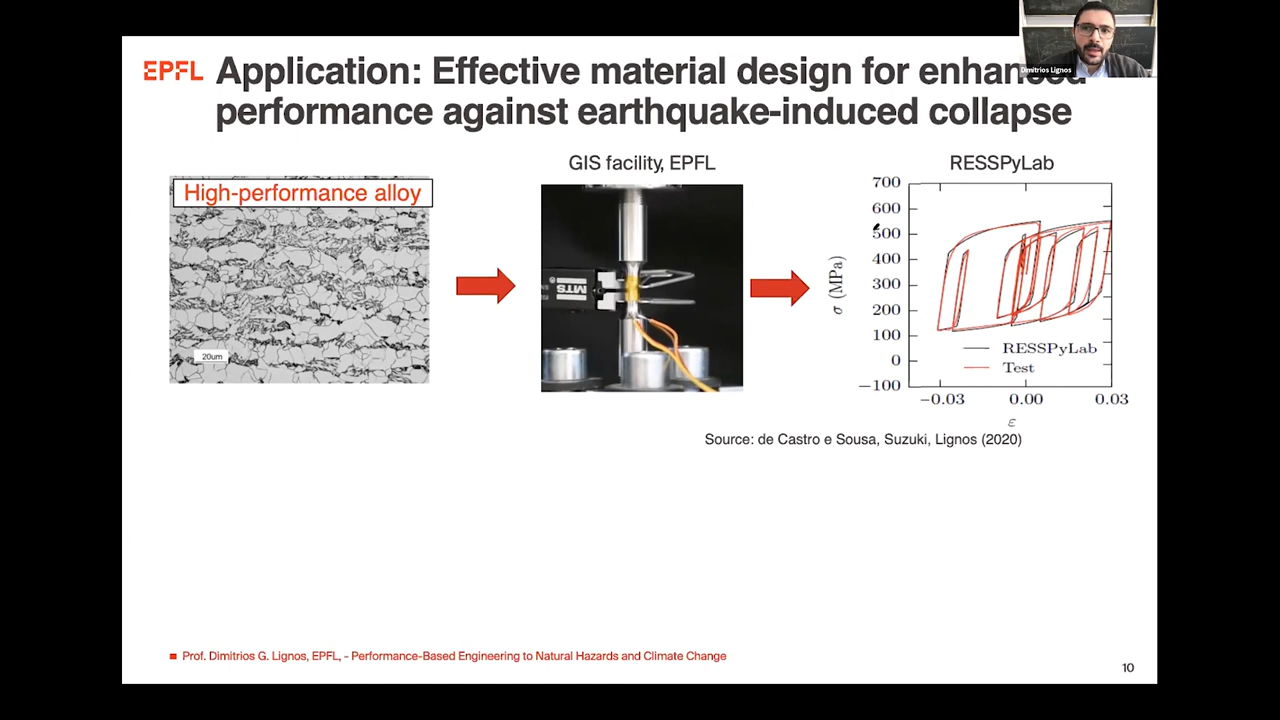 Dimitrios Lignos
EPFL
Application: Effective material design for enhanced
performance against earthquake-induced collapse
High-performance alloy
20um
GIS facility, EPFL
MTS
RESSPyLab
700
600
500
400
300
200
100
0
−100
σ (MPa)
RESSPyLab
Test
−0.03 0.00 0.03
ε
Source: de Castro e Sousa, Suzuki, Lignos (2020)
Prof. Dimitrios G. Lignos, EPFL, - Performance-Based Engineering to Natural Hazards and Climate Change
10